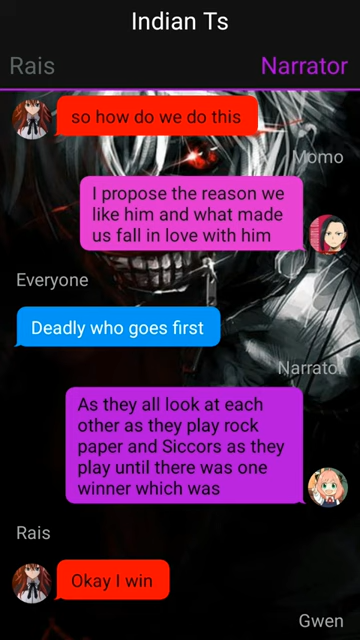 Indian Ts
Rais
Narrator
so how do we do this
Momo
I propose the reason we
like him and what made
us fall in love with him
Everyone
Deadly who goes first
Narrator
As they all look at each
other as they play rock
paper and Siccors as they
play until there was one
winner which was
Rais
Okay I win
Gwen